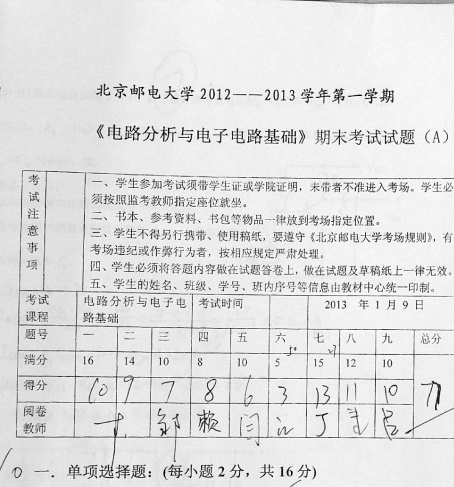 北京邮电大学 2012——2013 学年第一学期
《电路分析与电子电路基础》期末考试试题（A）
考试注意事项
一、学生参加考试须带学生证或学院证明，未带者不准进入考场。学生必
须按照监考教师指定座位就坐。
二、书本、参考资料、书包等物品一律放到考场指定位置。
三、学生不得另行携带、使用稿纸，要遵守《北京邮电大学考场规则》，有
考场违纪或作弊行为者，按相应规定严肃处理。
四、学生必须将答题内容做在试题答卷上，做在试题及草稿纸上一律无效。
五、学生的姓名、班级、学号、班内序号等信息由教材中心统一印制。
考试课程 电路分析与电子电路基础 考试时间 2013 年 1 月 9 日
题号 一 二 三 四 五 六 七 八 九 总分
满分 16 14 10 8 10 5 15 12 10
得分 10 9 7 8 6 3 13 11 10 77
阅卷教师 赖 闫 江 丁 吕
10 一．单项选择题：(每小题 2 分，共 16 分)